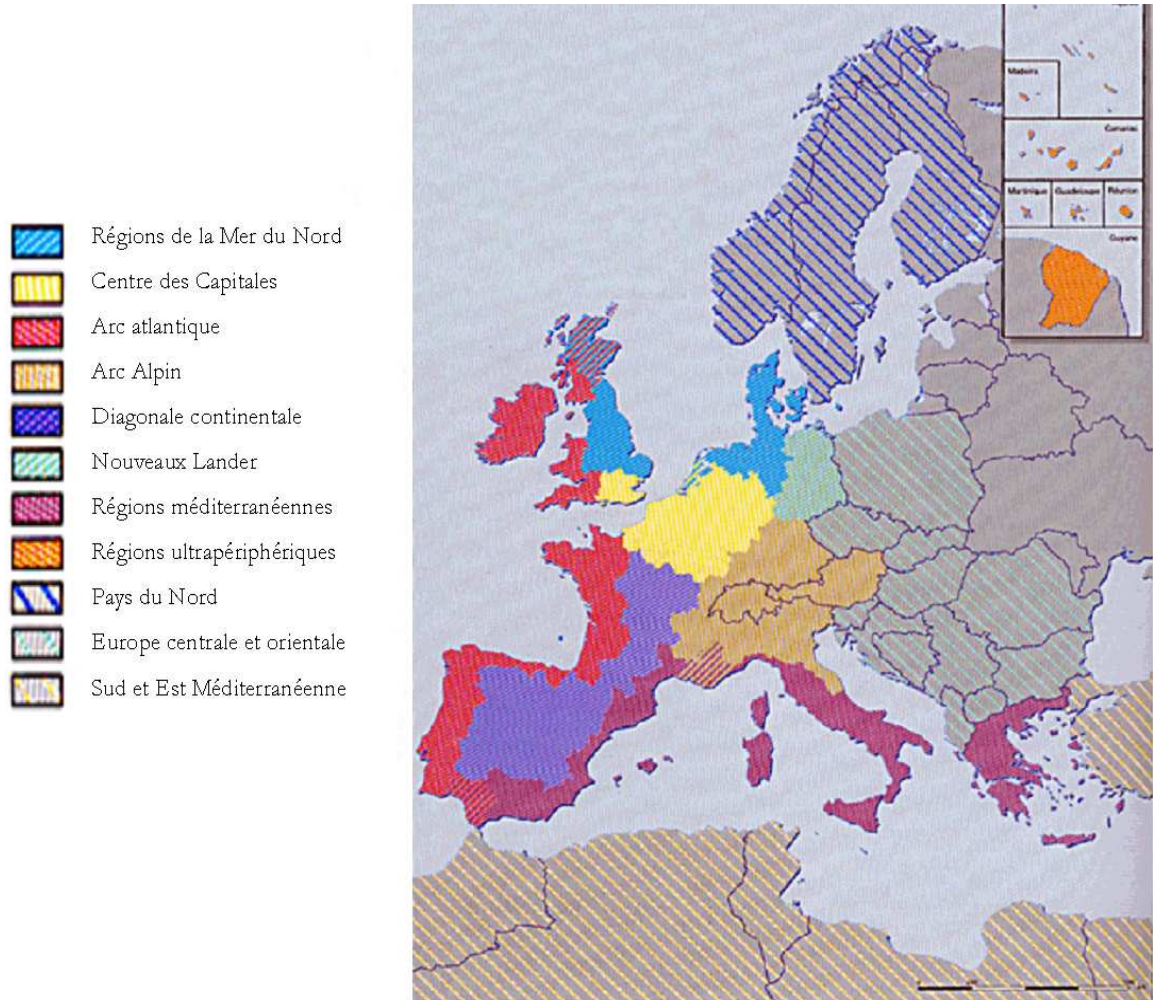 Régions de la Mer du Nord
Centre des Capitales
Arc atlantique
Arc Alpin
Diagonale continentale
Nouveaux Lander
Régions méditerranéennes
Régions ultrapériphériques
Pays du Nord
Europe centrale et orientale
Sud et Est Méditerranéenne
Madeira
Canarias
Martinique
Guadeloupe
Réunion
Guyane